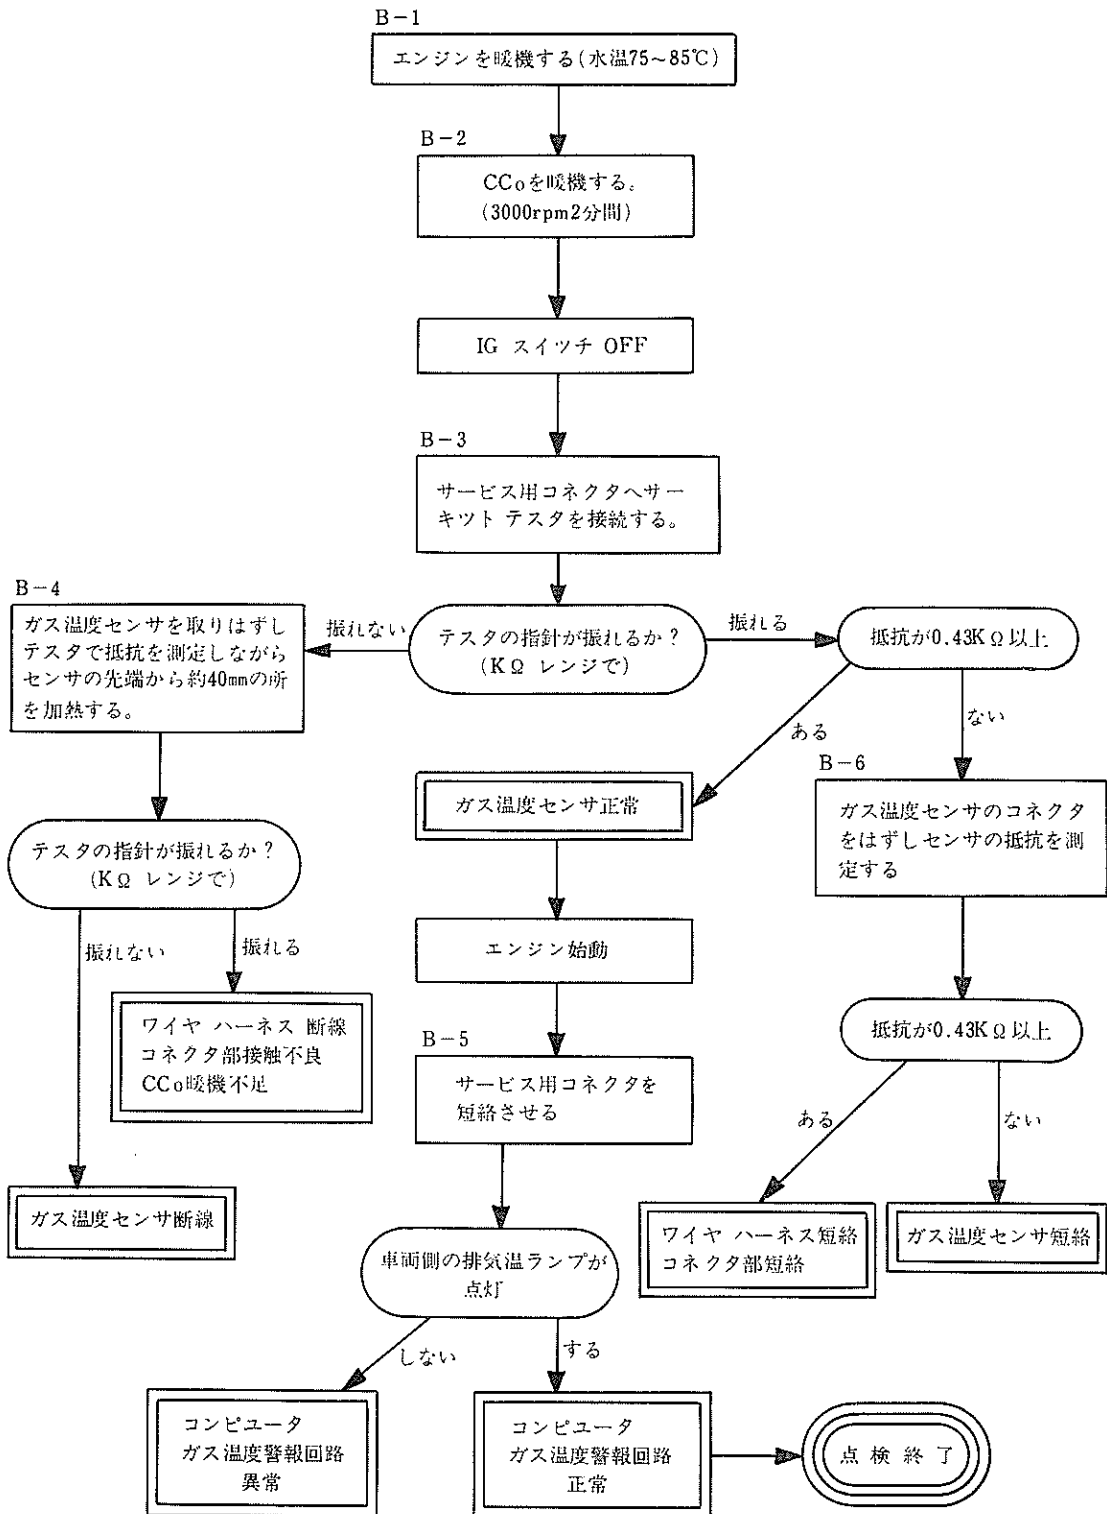 B-1
エンジンを暖機する(水温75~85℃)
B-2
CCoを暖機する。
(3000rpm2分間)
IG スイツチ OFF
B-3
サービス用コネクタへサー
キツト テスタを接続する。
B-4
ガス温度センサを取りはずし
テスタで抵抗を測定しながら
センサの先端から約40㎜の所
を加熱する。
振れない
テスタの指針が振れるか?
(KΩ レンジで)
振れる
抵抗が0.43KΩ以上
ある
ない
ガス温度センサ正常
B-6
ガス温度センサのコネクタ
をはずしセンサの抵抗を測
定する
テスタの指針が振れるか?
(KΩ レンジで)
振れない
振れる
エンジン始動
ワイヤ ハーネス 断線
コネクタ部接触不良
CCo暖機不足
抵抗が0.43KΩ以上
B-5
サービス用コネクタを
短絡させる
ある
ない
ガス温度センサ断線
ワイヤ ハーネス短絡
コネクタ部短絡
ガス温度センサ短絡
車両側の排気温ランプが
点灯
しない
する
コンピユータ
ガス温度警報回路
異常
コンピユータ
ガス温度警報回路
正常
点検終了